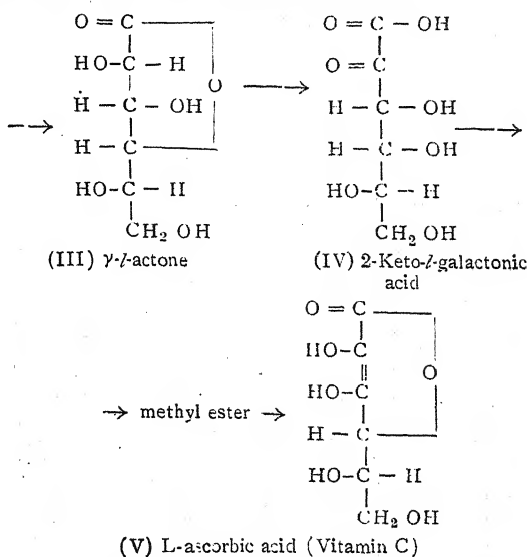 O = C
HO-C - H
O
H - C - OH
H - C
HO-C - H
CH2 OH
(III) γ-l-actone
O = C - OH
O = C
H - C - OH
H - C - OH
HO-C - H
CH2 OH
(IV) 2-Keto-l-galactonic
acid
→ methyl ester →
O = C
HO-C
O
HO-C
H - C
HO-C - H
CH2 OH
(V) L-ascorbic acid (Vitamin C)